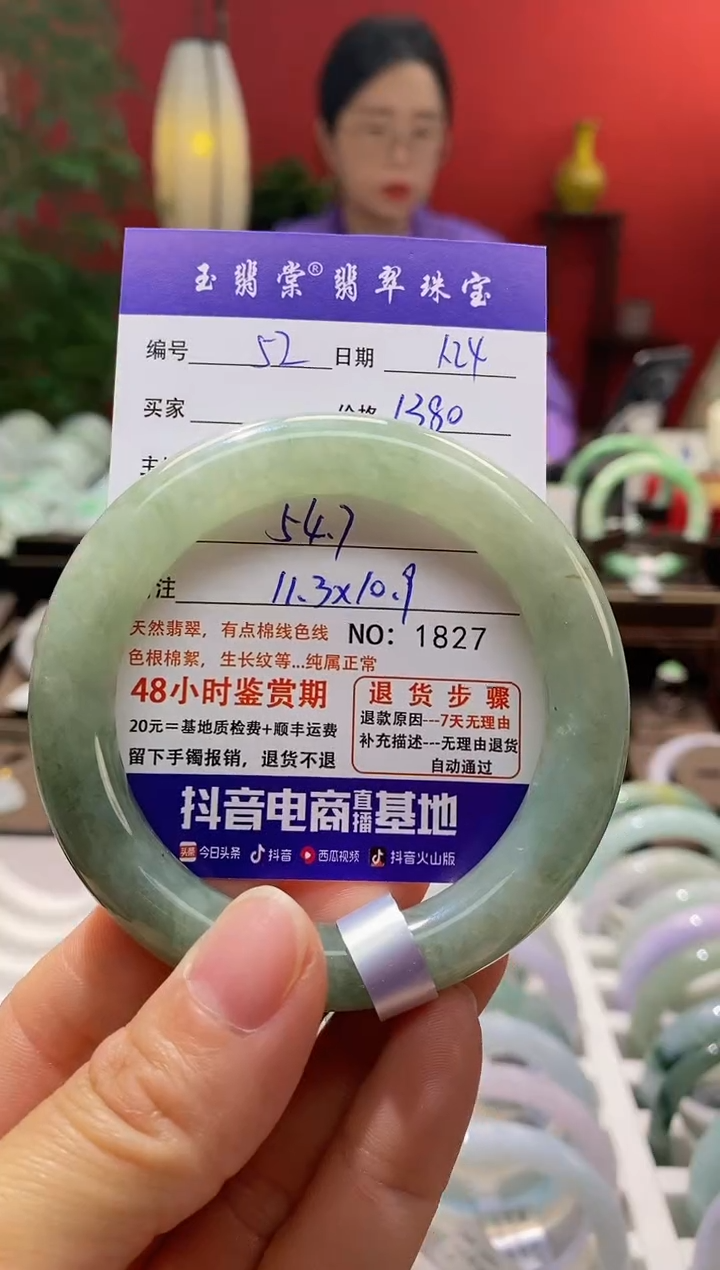 玉翡棠®翡翠珠宝
编号 52 日期 1.24
买家 价格 1380
54.7
注 11.3x10.9
天然翡翠，有点棉线色线 NO: 1827
色根棉絮，生长纹等...纯属正常
48小时鉴赏期
20元=基地质检费+顺丰运费
留下手镯报销，退货不退
退货步骤
退款原因---7天无理由
补充描述---无理由退货
自动通过
抖音电商直播基地
头条 今日头条 抖音 西瓜视频 抖音火山版